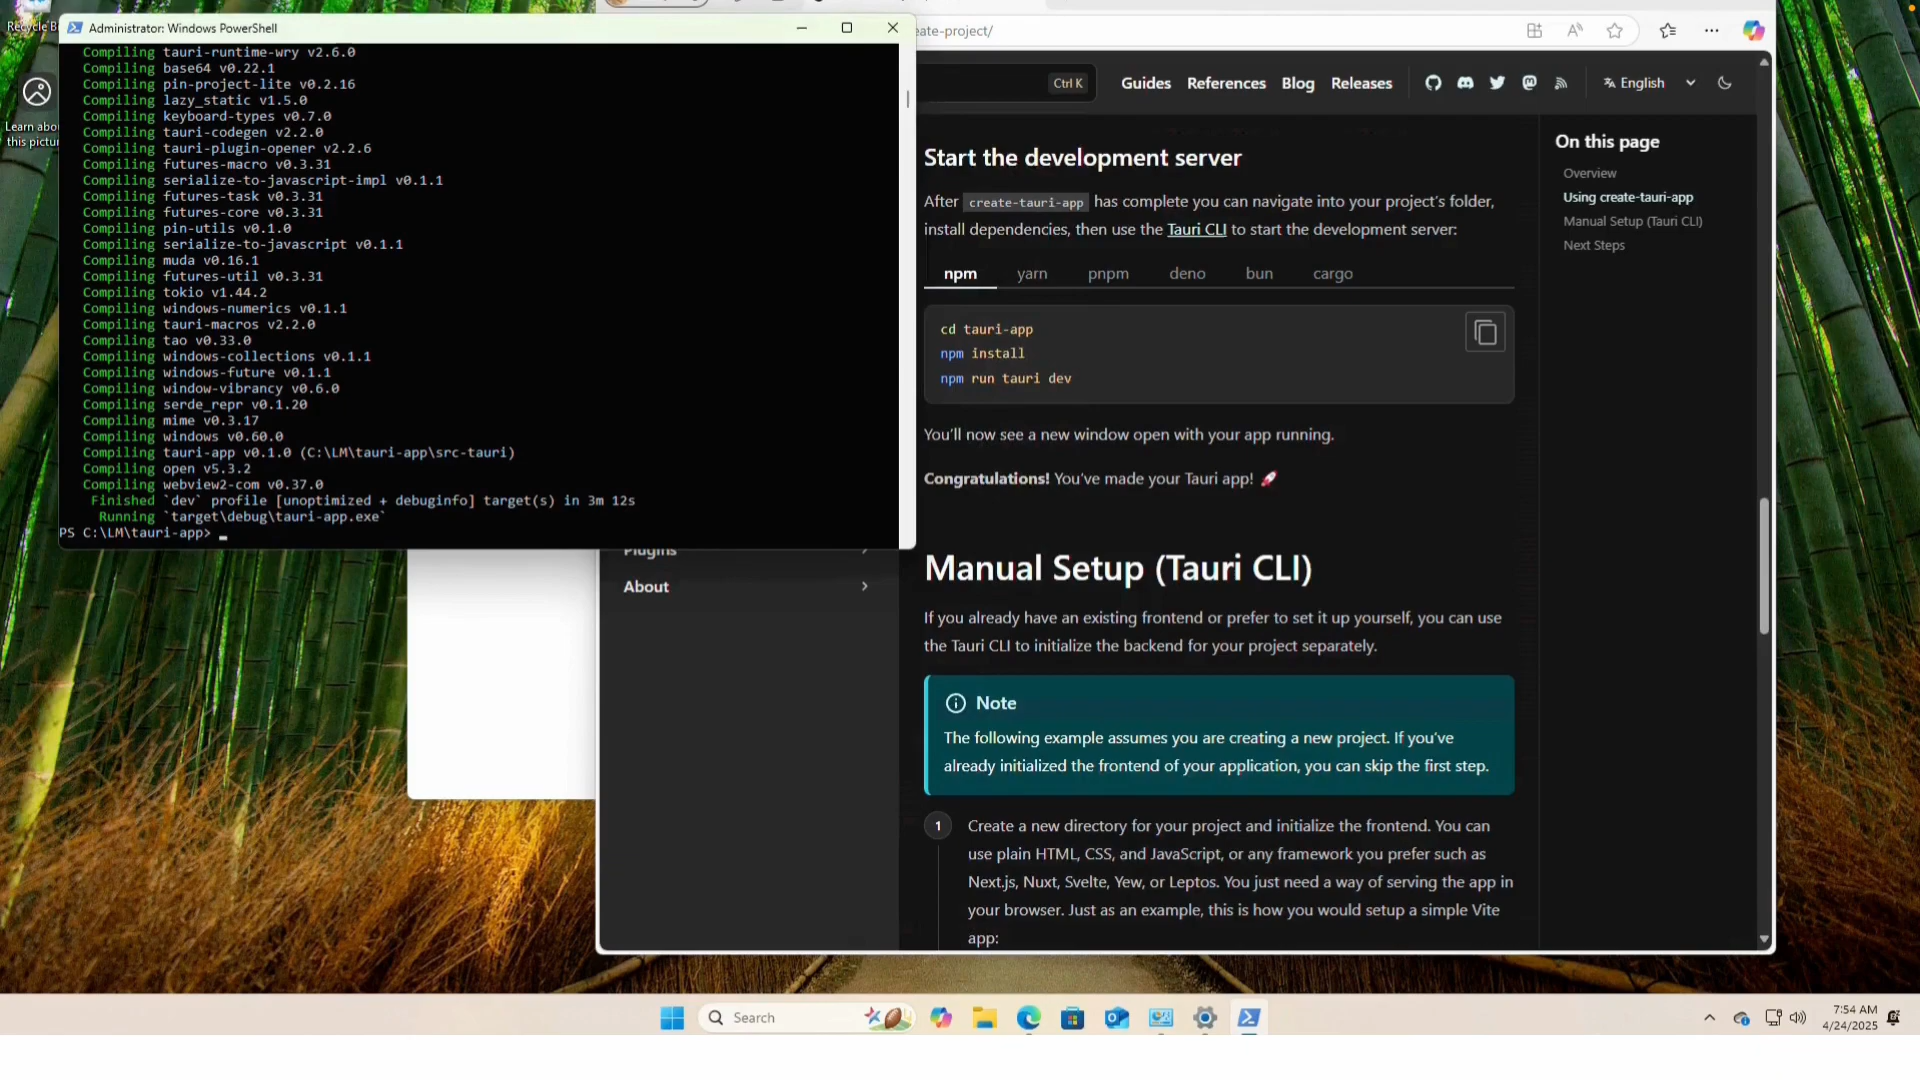 Recycle B
Learn abou
this pictur
Administrator: Windows PowerShell
Compiling tauri-runtime-wry v2.6.0
Compiling base64 v0.22.1
Compiling pin-project-lite v0.2.16
Compiling lazy_static v1.5.0
Compiling keyboard-types v0.7.0
Compiling tauri-codegen v2.2.0
Compiling tauri-plugin-opener v2.2.6
Compiling futures-macro v0.3.31
Compiling serialize-to-javascript-impl v0.1.1
Compiling futures-task v0.3.31
Compiling futures-core v0.3.31
Compiling pin-utils v0.1.0
Compiling serialize-to-javascript v0.1.1
Compiling muda v0.16.1
Compiling futures-util v0.3.31
Compiling tokio v1.44.2
Compiling windows-numerics v0.1.1
Compiling tauri-macros v2.2.0
Compiling tao v0.33.0
Compiling windows-collections v0.1.1
Compiling windows-future v0.1.1
Compiling window-vibrancy v0.6.0
Compiling serde_repr v0.1.20
Compiling mime v0.3.17
Compiling windows v0.60.0
Compiling tauri-app v0.1.0 (C:\LM\tauri-app\src-tauri)
Compiling open v5.3.2
Compiling webview2-com v0.37.0
Finished `dev` profile [unoptimized + debuginfo] target(s) in 3m 12s
Running `target\debug\tauri-app.exe`
PS C:\LM\tauri-app>
eate-project/
Ctrl K
Guides References Blog Releases
English
Plugins
About
Start the development server
After create-tauri-app has complete you can navigate into your project's folder,
install dependencies, then use the Tauri CLI to start the development server:
npm yarn pnpm deno bun cargo
cd tauri-app
npm install
npm run tauri dev
You'll now see a new window open with your app running.
Congratulations! You've made your Tauri app! 🚀
Manual Setup (Tauri CLI)
If you already have an existing frontend or prefer to set it up yourself, you can use
the Tauri CLI to initialize the backend for your project separately.
Note
The following example assumes you are creating a new project. If you've
already initialized the frontend of your application, you can skip the first step.
1 Create a new directory for your project and initialize the frontend. You can
use plain HTML, CSS, and JavaScript, or any framework you prefer such as
Next.js, Nuxt, Svelte, Yew, or Leptos. You just need a way of serving the app in
your browser. Just as an example, this is how you would setup a simple Vite
app:
On this page
Overview
Using create-tauri-app
Manual Setup (Tauri CLI)
Next Steps
Search
7:54 AM
4/24/2025